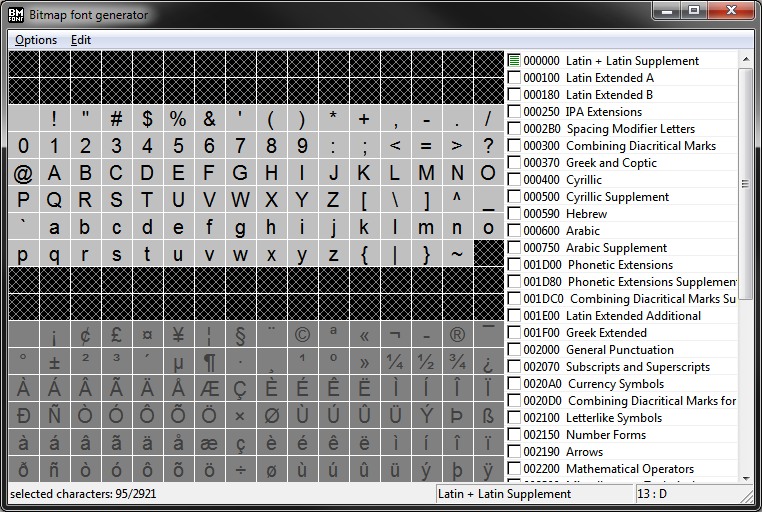 BM FONT Bitmap font generator
Options Edit
! " # $ % & ' ( ) * + , - . /
0 1 2 3 4 5 6 7 8 9 : ; < = > ?
@ A B C D E F G H I J K L M N O
P Q R S T U V W X Y Z [ \ ] ^ _
` a b c d e f g h i j k l m n o
p q r s t u v w x y z { | } ~
¡ ¢ £ ¤ ¥ ¦ § ¨ © ª « ¬ - ® ¯
° ± ² ³ ´ µ ¶ · ¸ ¹ º » ¼ ½ ¾ ¿
À Á Â Ã Ä Å Æ Ç È É Ê Ë Ì Í Î Ï
Ð Ñ Ò Ó Ô Õ Ö × Ø Ù Ú Û Ü Ý Þ ß
à á â ã ä å æ ç è é ê ë ì í î ï
ð ñ ò ó ô õ ö ÷ ø ù ú û ü ý þ ÿ
000000 Latin + Latin Supplement
000100 Latin Extended A
000180 Latin Extended B
000250 IPA Extensions
0002B0 Spacing Modifier Letters
000300 Combining Diacritical Marks
000370 Greek and Coptic
000400 Cyrillic
000500 Cyrillic Supplement
000590 Hebrew
000600 Arabic
000750 Arabic Supplement
001D00 Phonetic Extensions
001D80 Phonetic Extensions Supplemen
001DC0 Combining Diacritical Marks Su
001E00 Latin Extended Additional
001F00 Greek Extended
002000 General Punctuation
002070 Subscripts and Superscripts
0020A0 Currency Symbols
0020D0 Combining Diacritical Marks for
002100 Letterlike Symbols
002150 Number Forms
002190 Arrows
002200 Mathematical Operators
selected characters: 95/2921 Latin + Latin Supplement 13 : D